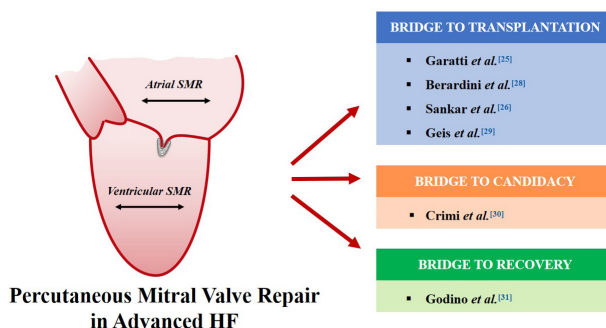 Atrial SMR
Ventricular SMR
Percutaneous Mitral Valve Repair
in Advanced HF
BRIDGE TO TRANSPLANTATION
▪ Garatti et al.[25]
▪ Berardini et al.[28]
▪ Sankar et al.[26]
▪ Geis et al.[29]
BRIDGE TO CANDIDACY
▪ Crimi et al.[30]
BRIDGE TO RECOVERY
▪ Godino et al.[31]